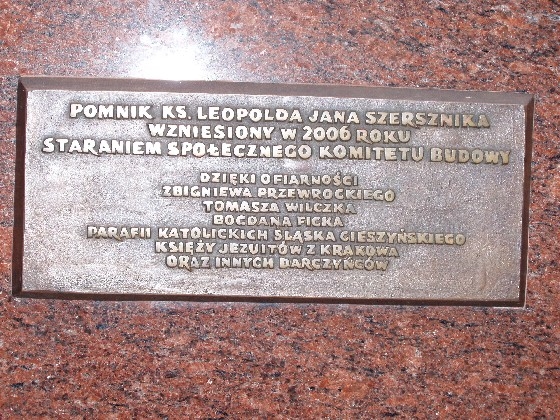 POMNIK KS. LEOPOLDA JANA SZERSZNIKA
WZNIESIONY W 2006 ROKU
STARANIEM SPOŁECZNEGO KOMITETU BUDOWY
DZIĘKI OFIARNOŚCI
ZBIGNIEWA PRZEWROCKIEGO
TOMASZA WILCZKA
BOGDANA FICKA
PARAFII KATOLICKICH ŚLĄSKA CIESZYŃSKIEGO
KSIĘŻY JEZUITÓW Z KRAKOWA
ORAZ INNYCH DARCZYŃCÓW